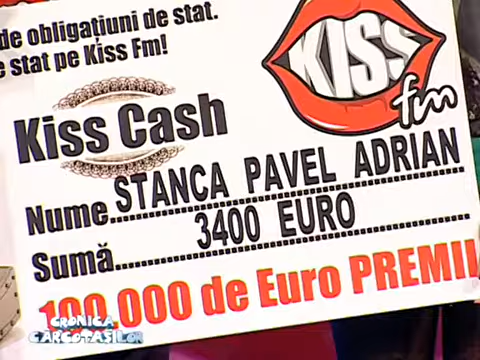 de obligațiuni de stat.
e stat pe Kiss Fm!
KISS
fm
Kiss Cash
Nume STANCA PAVEL ADRIAN
Sumă 3400 EURO
100.000 de Euro PREMII
CRONICA
CÂRCOTAȘILOR